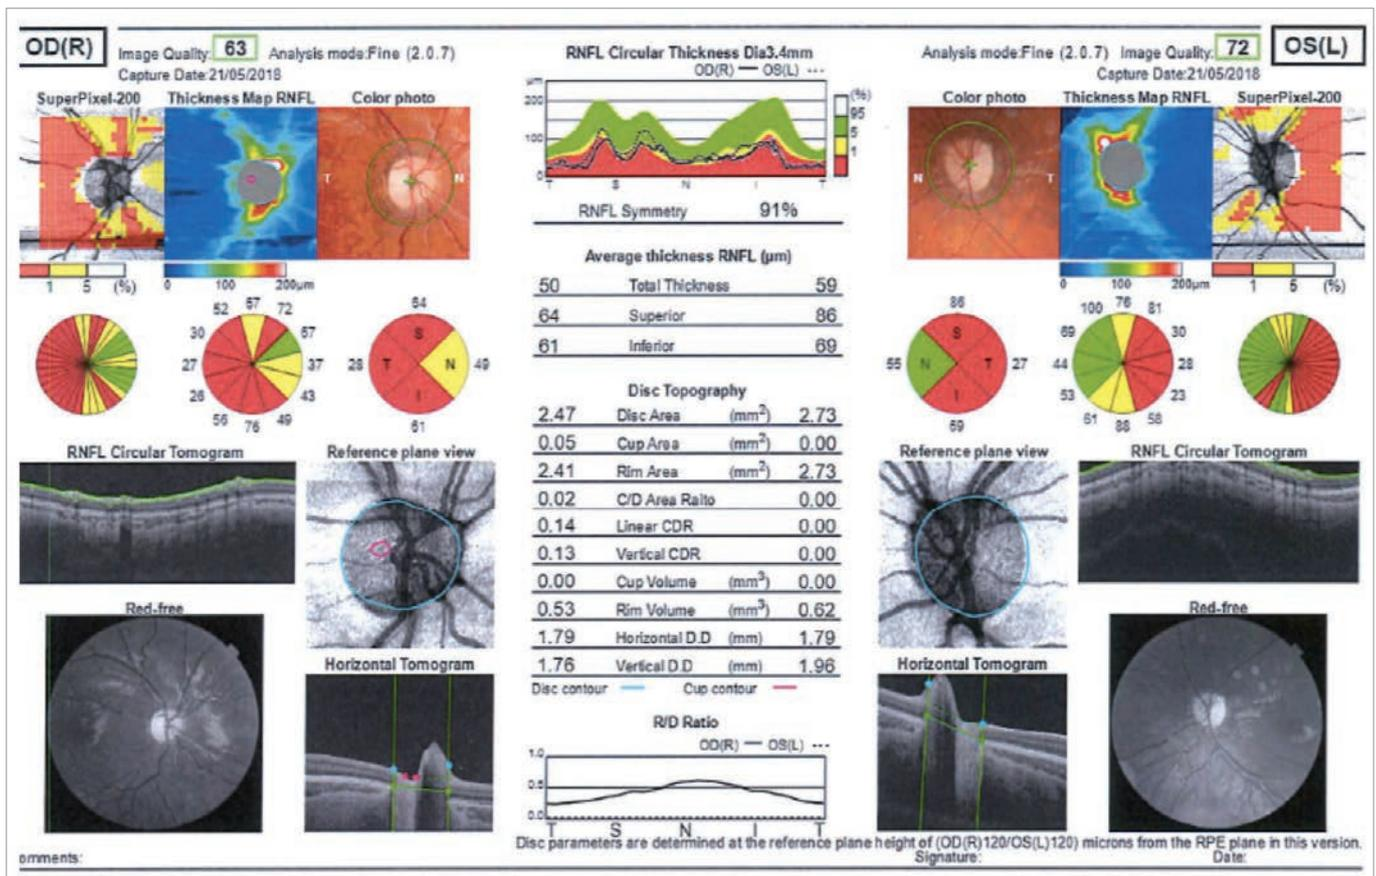 OD(R) Image Quality: 63 Analysis mode:Fine (2.0.7)
Capture Date:21/05/2018
SuperPixel-200 Thickness Map RNFL Color photo
T N
1 5 (%)
0 100 200μm
RNFL Circular Thickness Dia3.4mm
OD(R) — OS(L) ---
μm
200
100
0
T S N I T
(%)
95
5
1
RNFL Symmetry 91%
Analysis mode:Fine (2.0.7) Image Quality: 72 OS(L)
Capture Date:21/05/2018
Color photo Thickness Map RNFL SuperPixel-200
N T
0 100 200μm
1 5 (%)
52 57 72
30 67
27 37
26 43
56 76 49
64
S
28 T N 49
I
61
Average thickness RNFL (μm)
50 Total Thickness 59
64 Superior 86
61 Inferior 69
86
S
55 N T 27
I
69
100 76 81
69 30
44 28
53 23
61 88 58
Disc Topography
2.47 Disc Area (mm²) 2.73
0.05 Cup Area (mm²) 0.00
2.41 Rim Area (mm²) 2.73
0.02 C/D Area Raito 0.00
0.14 Linear CDR 0.00
0.13 Vertical CDR 0.00
0.00 Cup Volume (mm³) 0.00
0.53 Rim Volume (mm³) 0.62
1.79 Horizontal D.D (mm) 1.79
1.76 Vertical D.D (mm) 1.96
Disc contour — Cup contour —
RNFL Circular Tomogram Reference plane view
Red-free
Horizontal Tomogram
Reference plane view RNFL Circular Tomogram
Red-free
Horizontal Tomogram
R/D Ratio
OD(R) — OS(L) ---
1.0
0.5
0.0
T S N I T
Disc parameters are determined at the reference plane height of (OD(R)120/OS(L)120) microns from the RPE plane in this version.
omments: Signature: Date: